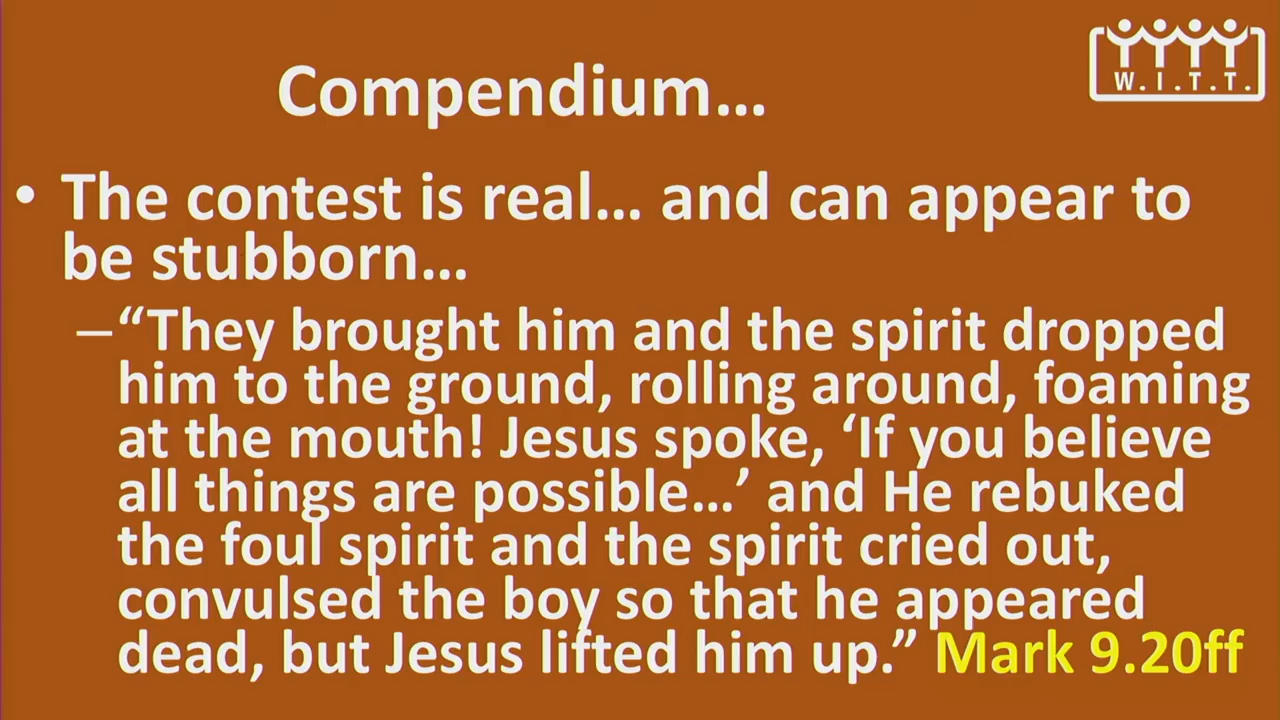 W.I.T.T.
Compendium...
• The contest is real... and can appear to
be stubborn...
–“They brought him and the spirit dropped
him to the ground, rolling around, foaming
at the mouth! Jesus spoke, ‘If you believe
all things are possible...’ and He rebuked
the foul spirit and the spirit cried out,
convulsed the boy so that he appeared
dead, but Jesus lifted him up.” Mark 9.20ff